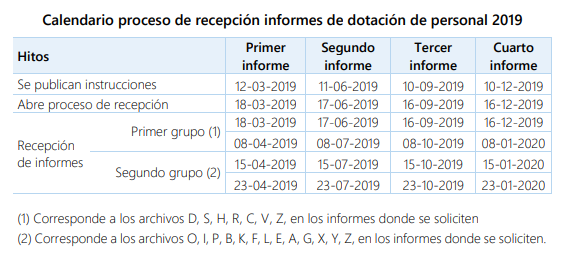 Calendario proceso de recepción informes de dotación de personal 2019
Hitos Primer informe Segundo informe Tercer informe Cuarto informe
Se publican instrucciones 12-03-2019 11-06-2019 10-09-2019 10-12-2019
Abre proceso de recepción 18-03-2019 17-06-2019 16-09-2019 16-12-2019
Recepción de informes Primer grupo (1) 18-03-2019 17-06-2019 16-09-2019 16-12-2019
08-04-2019 08-07-2019 08-10-2019 08-01-2020
Segundo grupo (2) 15-04-2019 15-07-2019 15-10-2019 15-01-2020
23-04-2019 23-07-2019 23-10-2019 23-01-2020
(1) Corresponde a los archivos D, S, H, R, C, V, Z, en los informes donde se soliciten
(2) Corresponde a los archivos O, I, P, B, K, F, L, E, A, G, X, Y, Z, en los informes donde se soliciten.